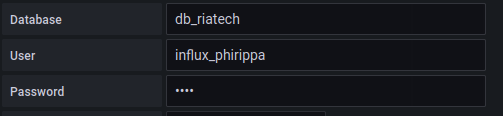 Database db_riatech
User influx_phirippa
Password ••••